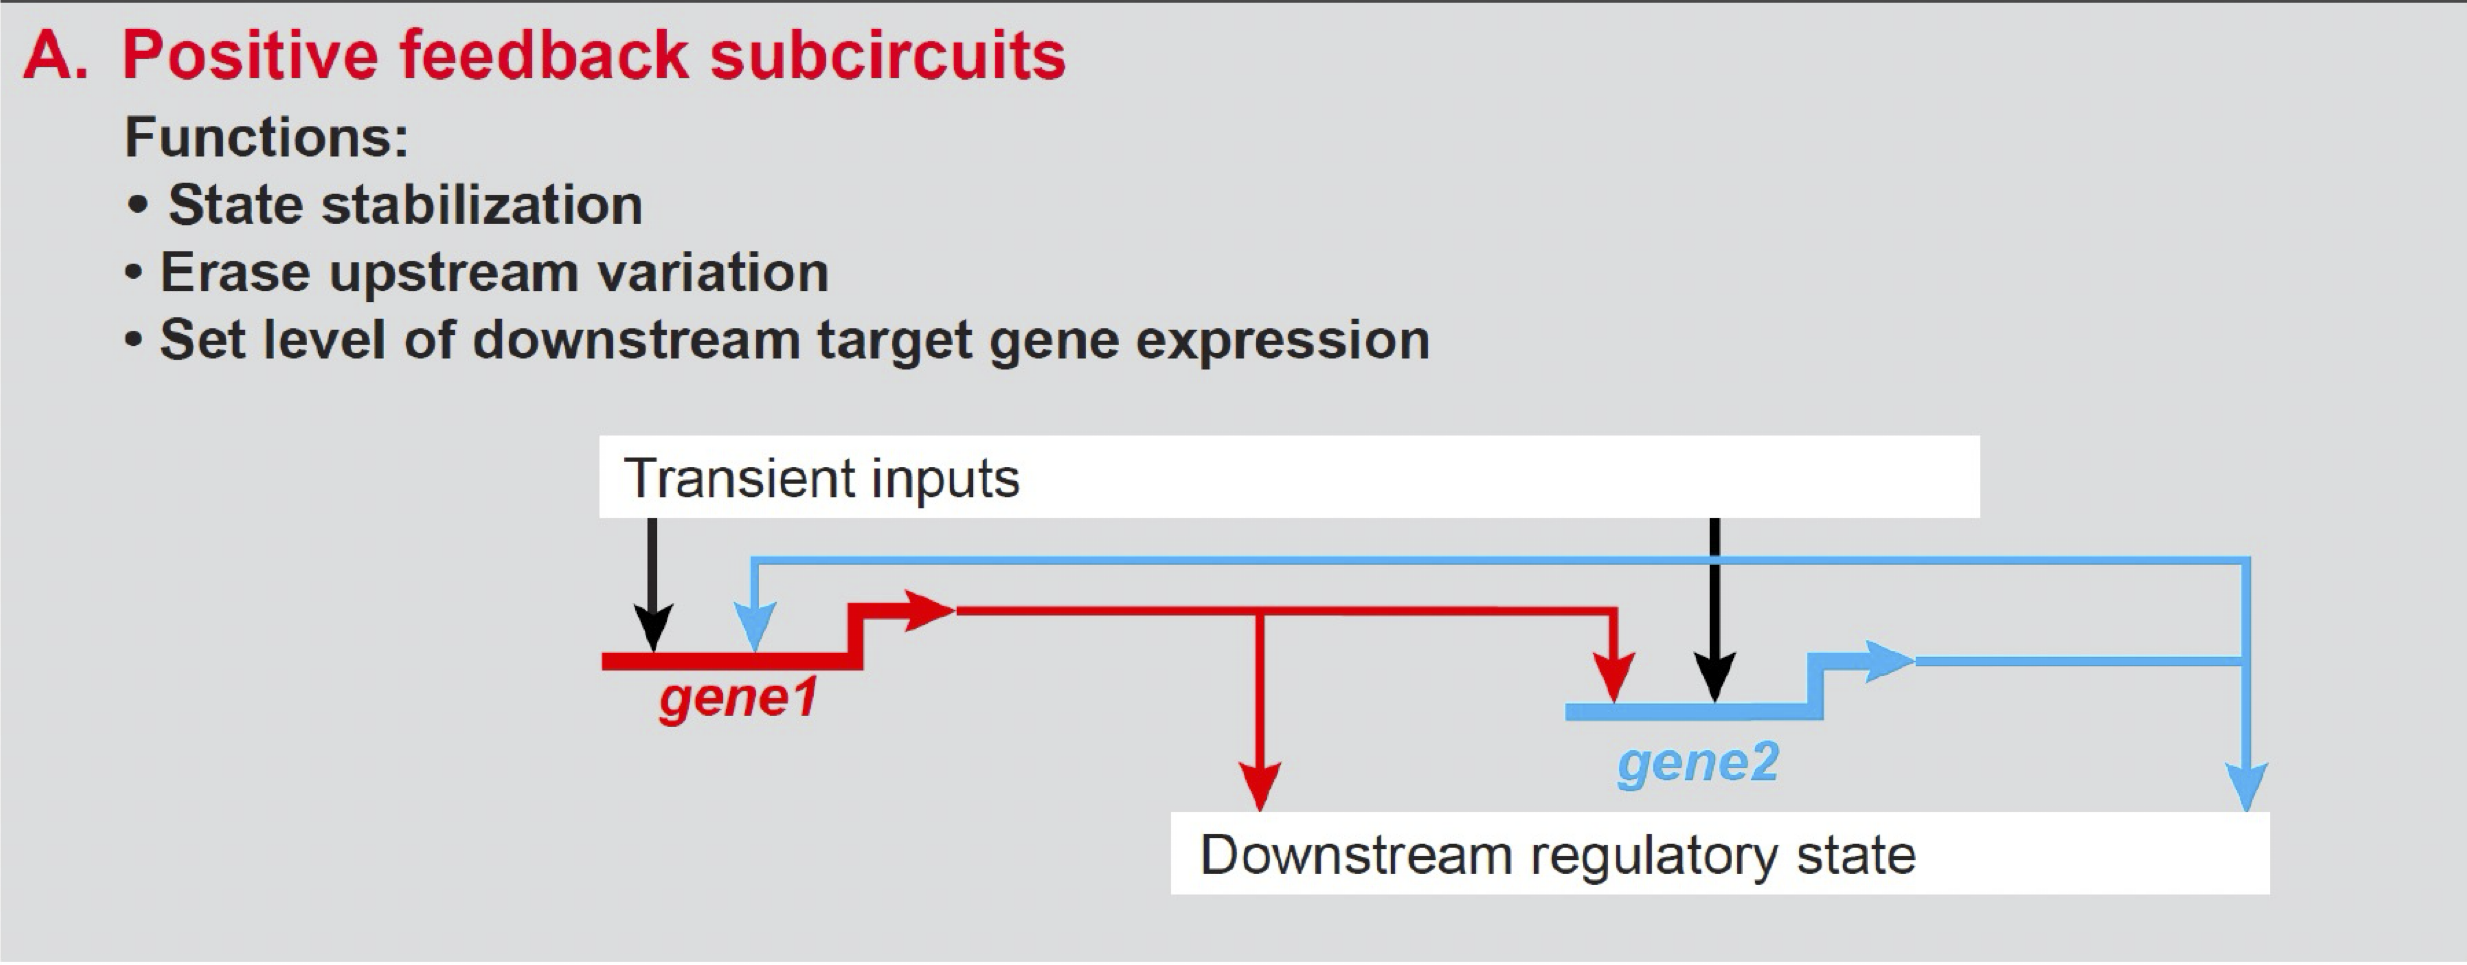 A. Positive feedback subcircuits
Functions:
• State stabilization
• Erase upstream variation
• Set level of downstream target gene expression
Transient inputs
gene1
gene2
Downstream regulatory state